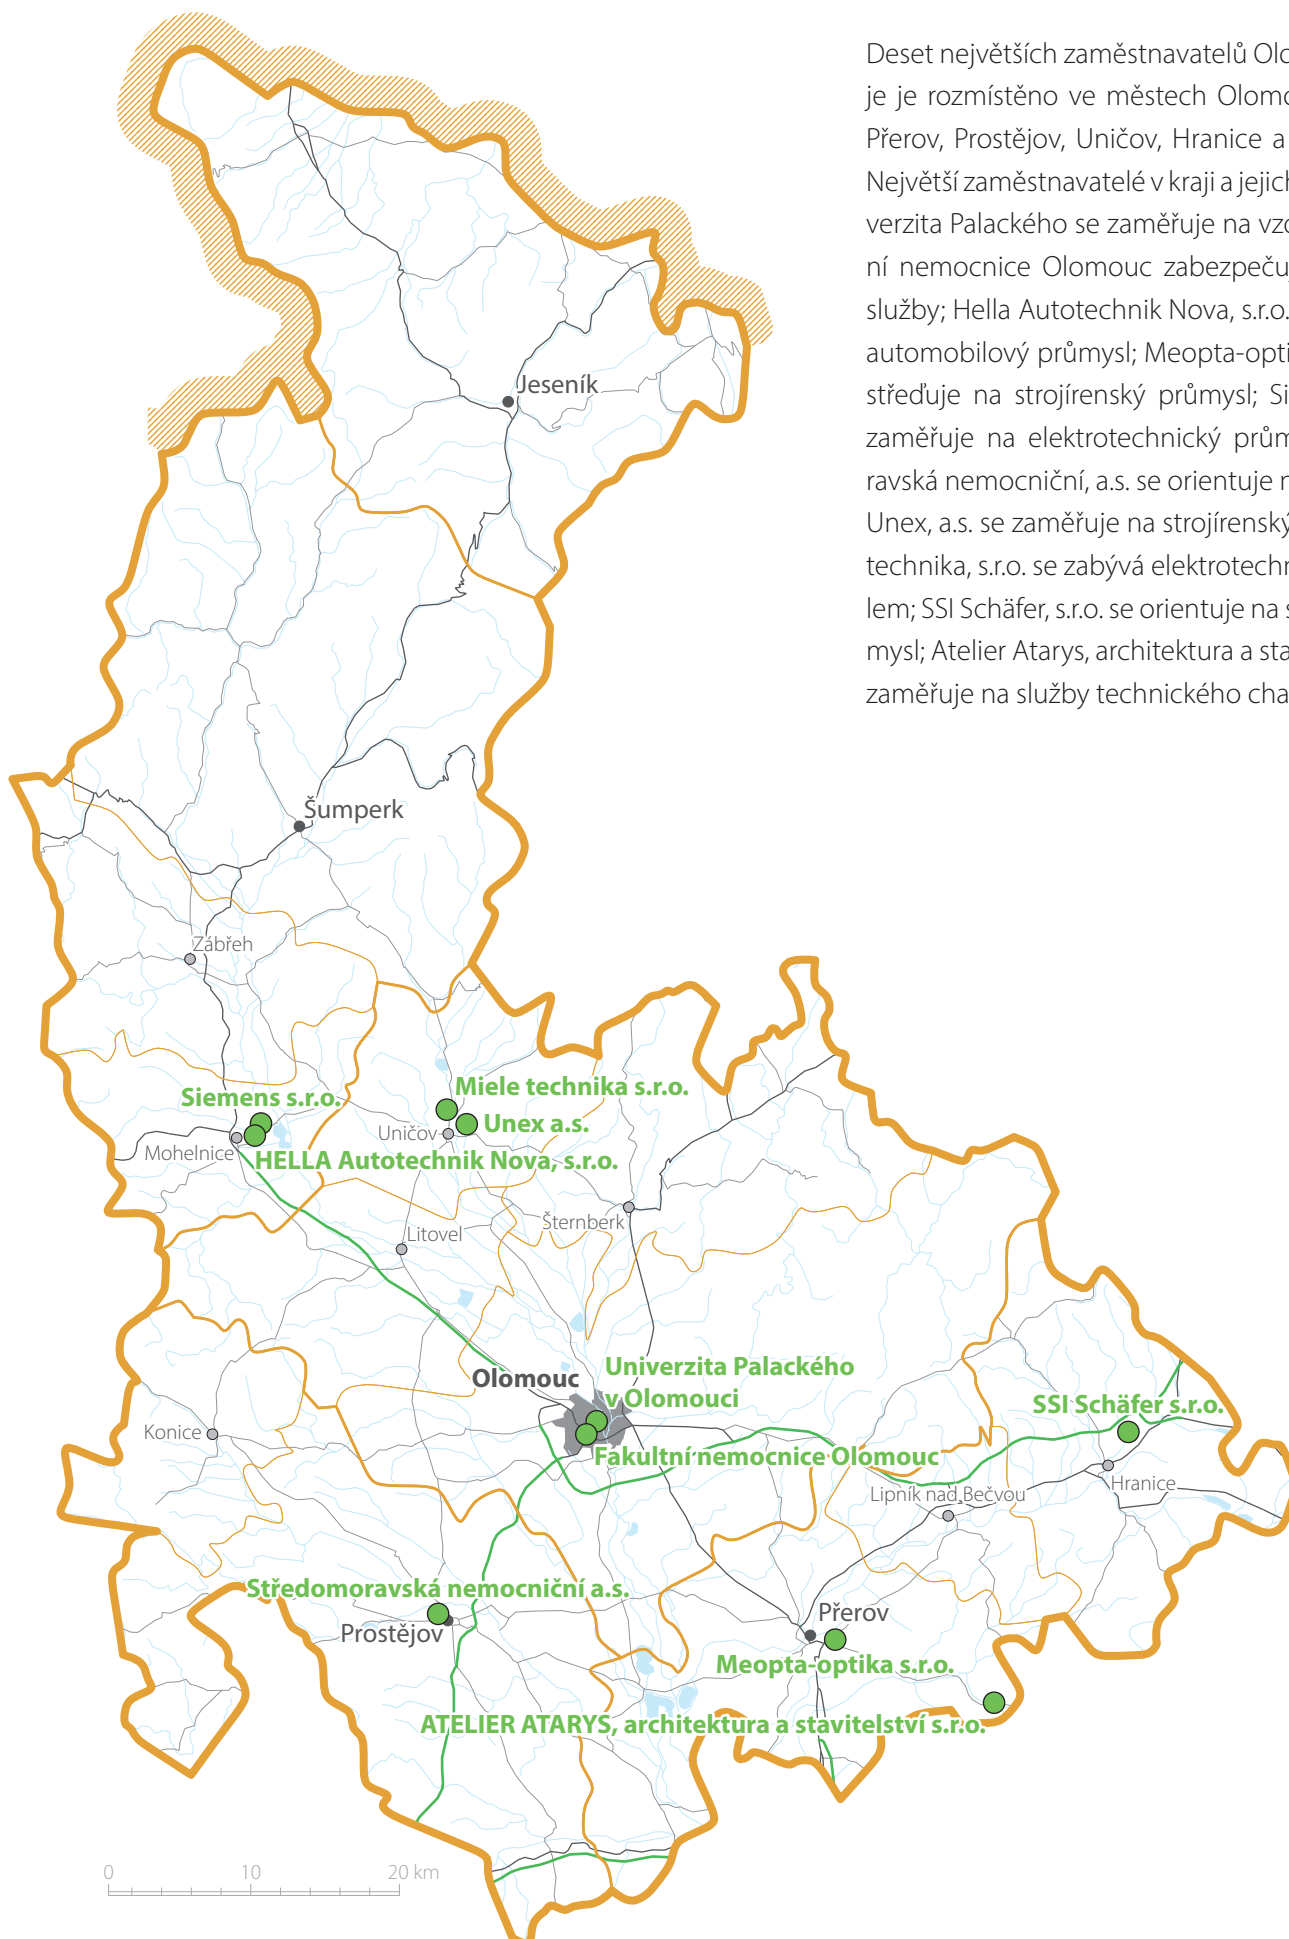 Deset největších zaměstnavatelů Olo
je je rozmístěno ve městech Olomo
Přerov, Prostějov, Uničov, Hranice a
Největší zaměstnavatelé v kraji a jejich
verzita Palackého se zaměřuje na vzd
ní nemocnice Olomouc zabezpečuj
služby; Hella Autotechnik Nova, s.r.o.
automobilový průmysl; Meopta-opti
středuje na strojírenský průmysl; Si
zaměřuje na elektrotechnický prům
ravská nemocniční, a.s. se orientuje n
Unex, a.s. se zaměřuje na strojírenský
technika, s.r.o. se zabývá elektrotechn
lem; SSI Schäfer, s.r.o. se orientuje na s
mysl; Atelier Atarys, architektura a sta
zaměřuje na služby technického cha
Jeseník
Šumperk
Zábřeh
Siemens s.r.o.
Miele technika s.r.o.
Unex a.s.
Uničov
Mohelnice
HELLA Autotechnik Nova, s.r.o.
Šternberk
Litovel
Univerzita Palackého
v Olomouci
Olomouc
SSI Schäfer s.r.o.
Konice
Fakultní nemocnice Olomouc
Hranice
Lipník nad Bečvou
Středomoravská nemocniční a.s.
Přerov
Prostějov
Meopta-optika s.r.o.
ATELIER ATARYS, architektura a stavitelství s.r.o.
0 10 20 km